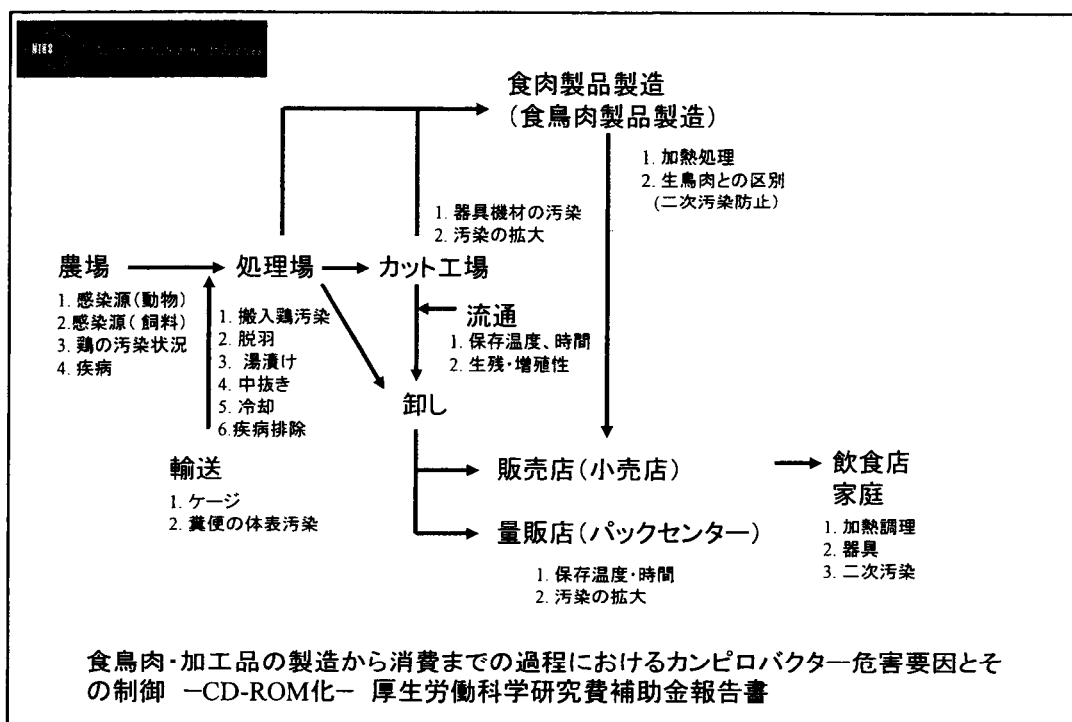 NIHS
食肉製品製造
(食鳥肉製品製造)
1. 加熱処理
2. 生鳥肉との区別
(二次汚染防止)
1. 器具機材の汚染
2. 汚染の拡大
農場
処理場
カット工場
1. 感染源(動物)
2.感染源( 飼料)
3. 鶏の汚染状況
4. 疾病
1. 搬入鶏汚染
2. 脱羽
3. 湯漬け
4. 中抜き
5. 冷却
6.疾病排除
流通
1. 保存温度、時間
2. 生残・増殖性
卸し
輸送
1. ケージ
2. 糞便の体表汚染
販売店(小売店)
飲食店
家庭
1. 加熱調理
2. 器具
3. 二次汚染
量販店(パックセンター)
1. 保存温度・時間
2. 汚染の拡大
食鳥肉・加工品の製造から消費までの過程におけるカンピロバクター危害要因とそ
の制御 −CD-ROM化− 厚生労働科学研究費補助金報告書